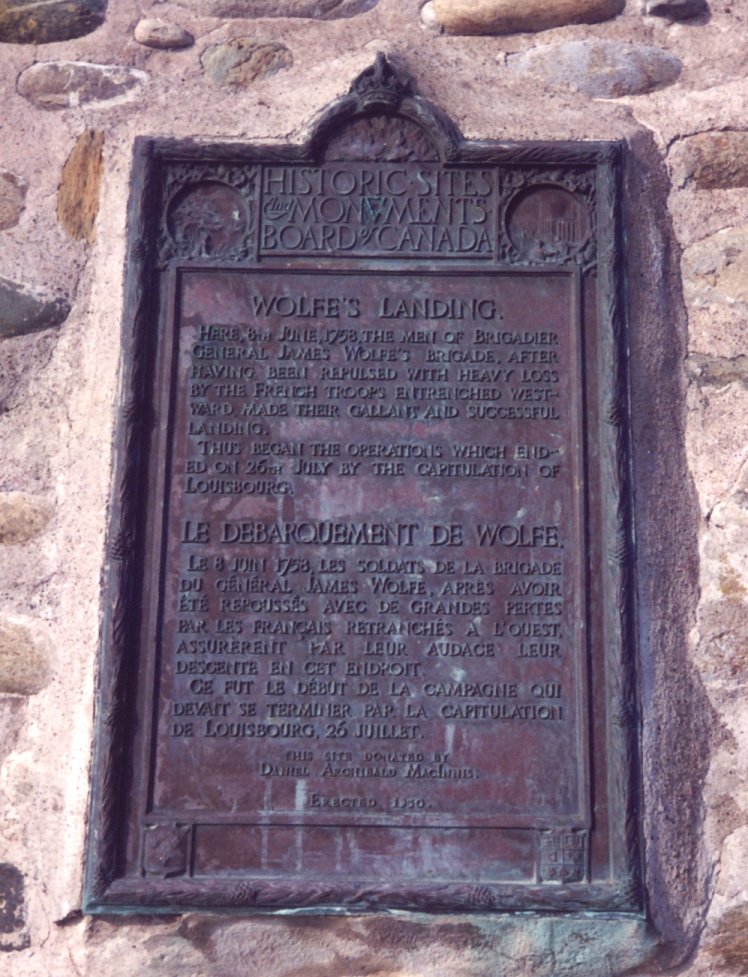 HISTORIC SITES
and MONUMENTS
BOARD of CANADA
WOLFE'S LANDING.
HERE, 8TH JUNE, 1758, THE MEN OF BRIGADIER
GENERAL JAMES WOLFE'S BRIGADE, AFTER
HAVING BEEN REPULSED WITH HEAVY LOSS
BY THE FRENCH TROOPS ENTRENCHED WEST-
WARD, MADE THEIR GALLANT AND SUCCESSFUL
LANDING.
THUS BEGAN THE OPERATIONS WHICH END-
ED ON 26TH JULY BY THE CAPITULATION OF
LOUISBOURG.
LE DEBARQUEMENT DE WOLFE.
LE 8 JUIN 1758, LES SOLDATS DE LA BRIGADE
DU GÉNÉRAL JAMES WOLFE, APRÈS AVOIR
ÉTÉ REPOUSSÉS AVEC DE GRANDES PERTES
PAR LES FRANÇAIS RETRANCHÉS A L'OUEST,
ASSURÈRENT PAR LEUR AUDACE LEUR
DESCENTE EN CET ENDROIT.
CE FUT LE DÉBUT DE LA CAMPAGNE QUI
DEVAIT SE TERMINER PAR LA CAPITULATION
DE LOUISBOURG, 26 JUILLET.
THIS SITE DONATED BY
DANIEL ARCHIBALD MACINNIS.
ERECTED 1930.